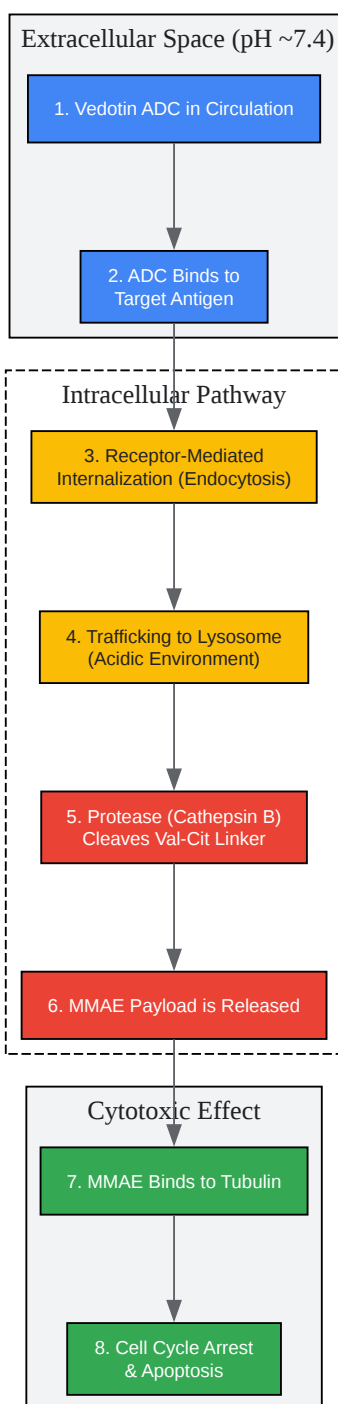 Extracellular Space (pH ~7.4)
1. Vedotin ADC in Circulation
2. ADC Binds to
Target Antigen
Intracellular Pathway
3. Receptor-Mediated
Internalization (Endocytosis)
4. Trafficking to Lysosome
(Acidic Environment)
5. Protease (Cathepsin B)
Cleaves Val-Cit Linker
6. MMAE Payload is Released
Cytotoxic Effect
7. MMAE Binds to Tubulin
8. Cell Cycle Arrest
& Apoptosis